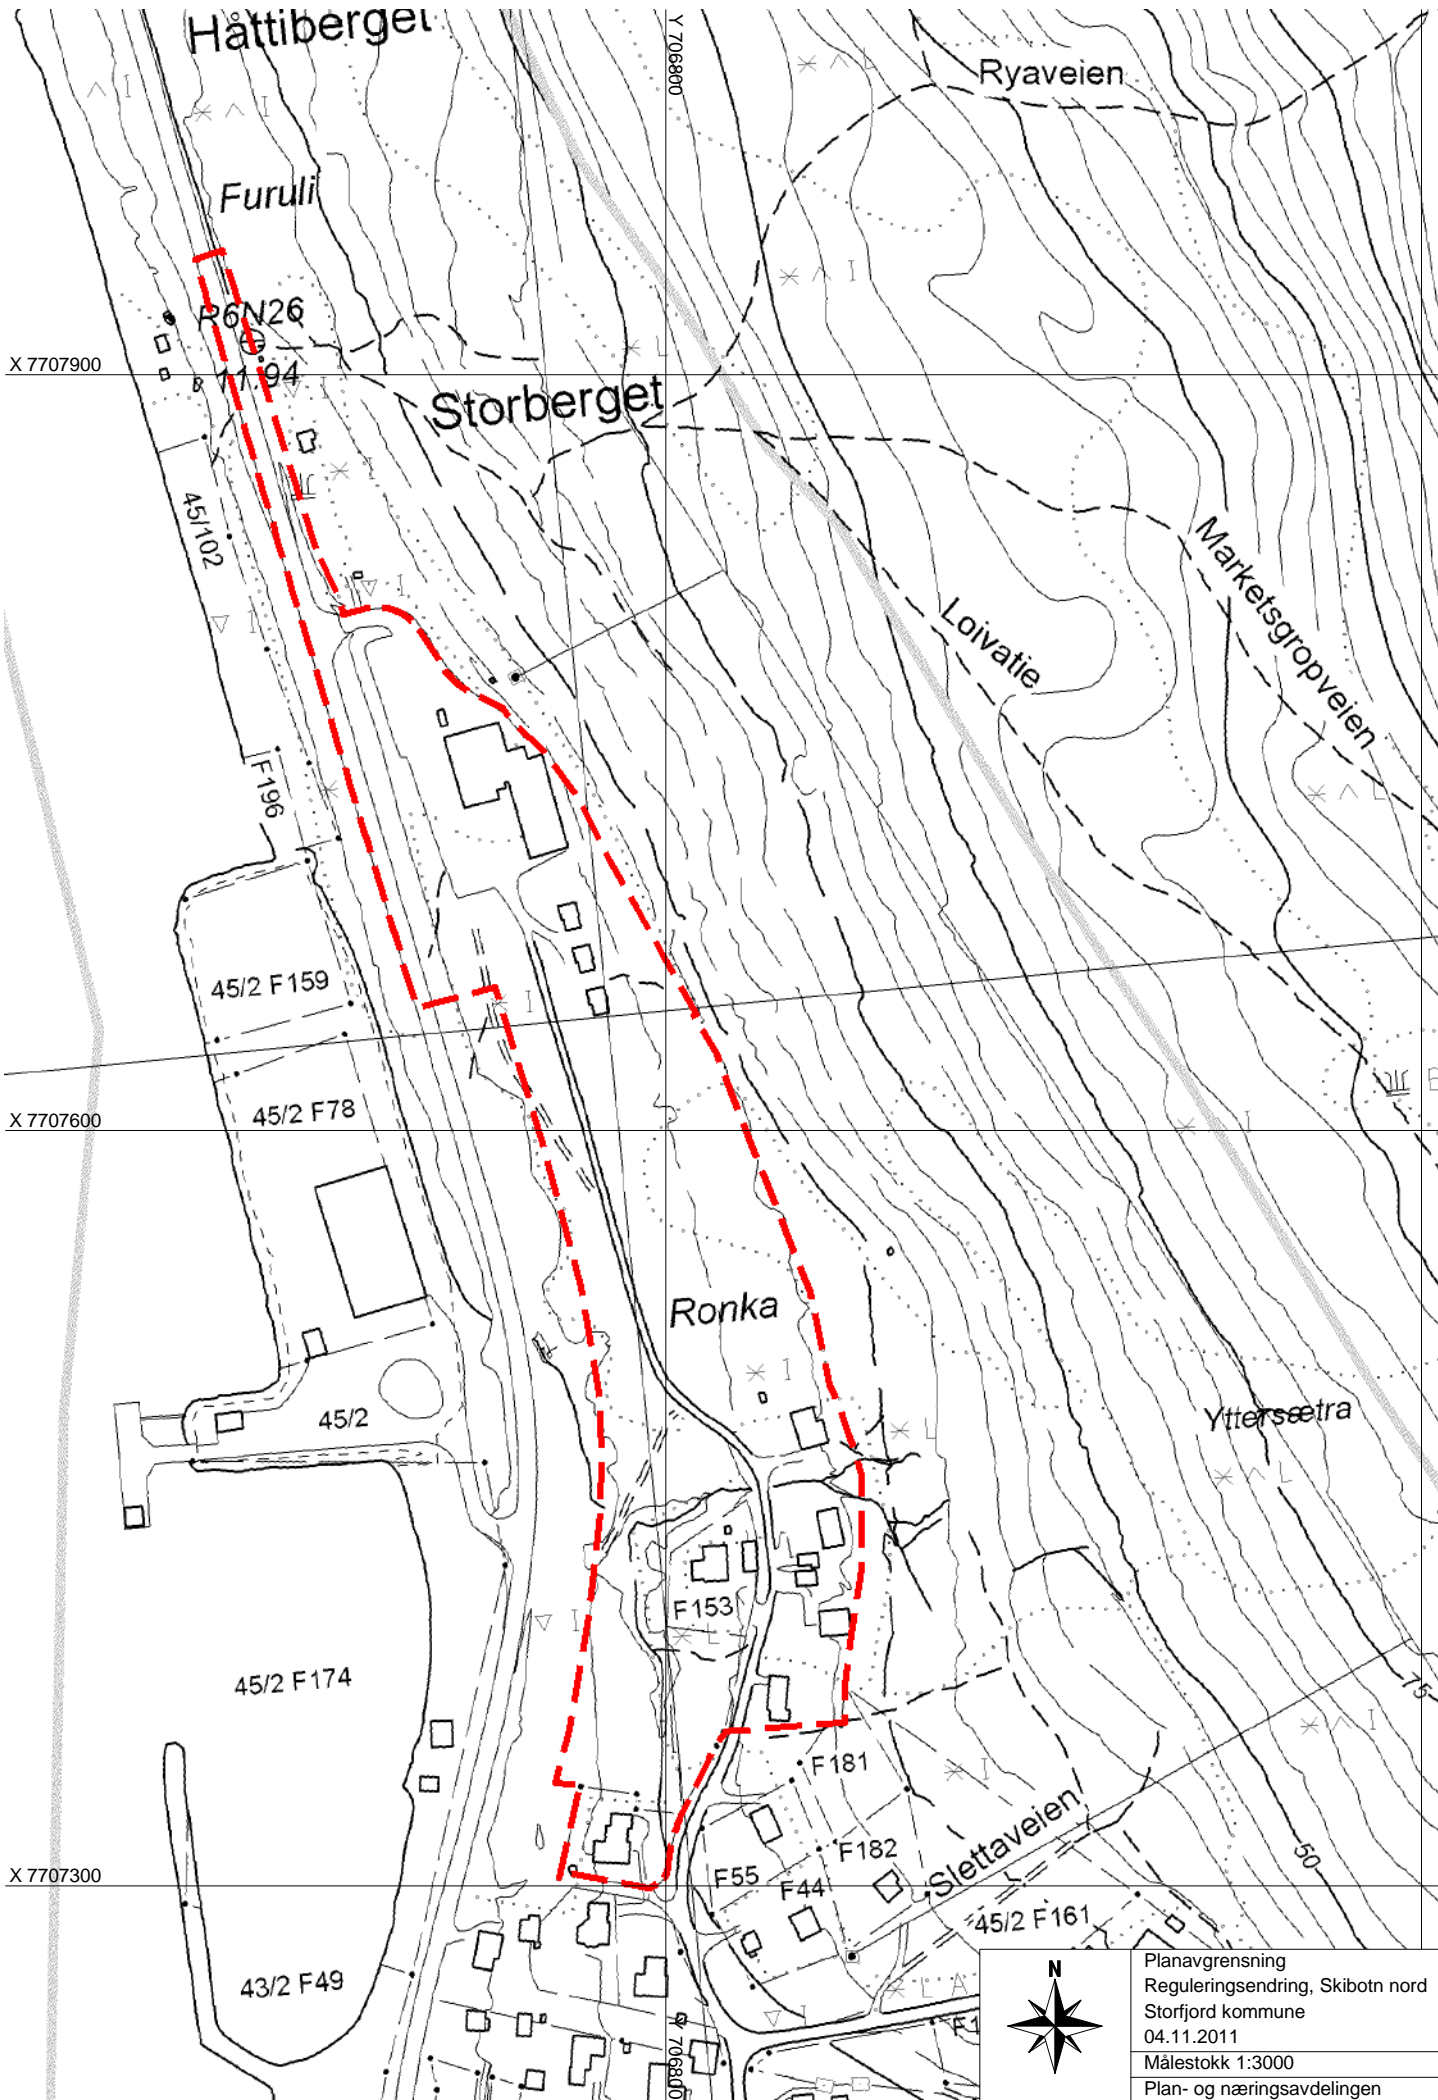 Håttiberget
Y 706800
Ryaveien
Furuli
R6N26
X 7707900
11.94
Storberget
45/102
Marketsgropveien
Loivatie
F196
45/2 F159
45/2 F78
X 7707600
Ronka
45/2
Yttersætra
F153
45/2 F174
75
F181
Slettaveien
F182
50
X 7707300
F55
F44
45/2 F161
43/2 F49
Y 706800
N
Planavgrensning
Reguleringsendring, Skibotn nord
Storfjord kommune
04.11.2011
Målestokk 1:3000
Plan- og næringsavdelingen